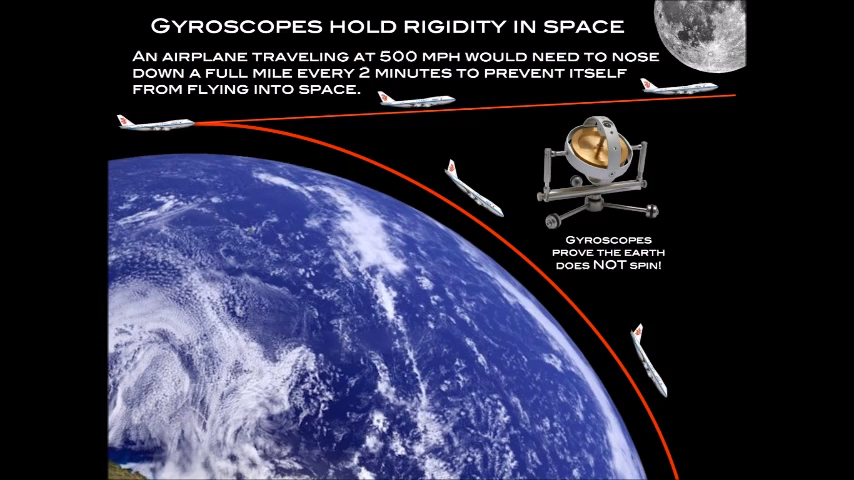 Gyroscopes hold rigidity in space
An airplane traveling at 500 mph would need to nose
down a full mile every 2 minutes to prevent itself
from flying into space.
Gyroscopes
prove the earth
does NOT spin!